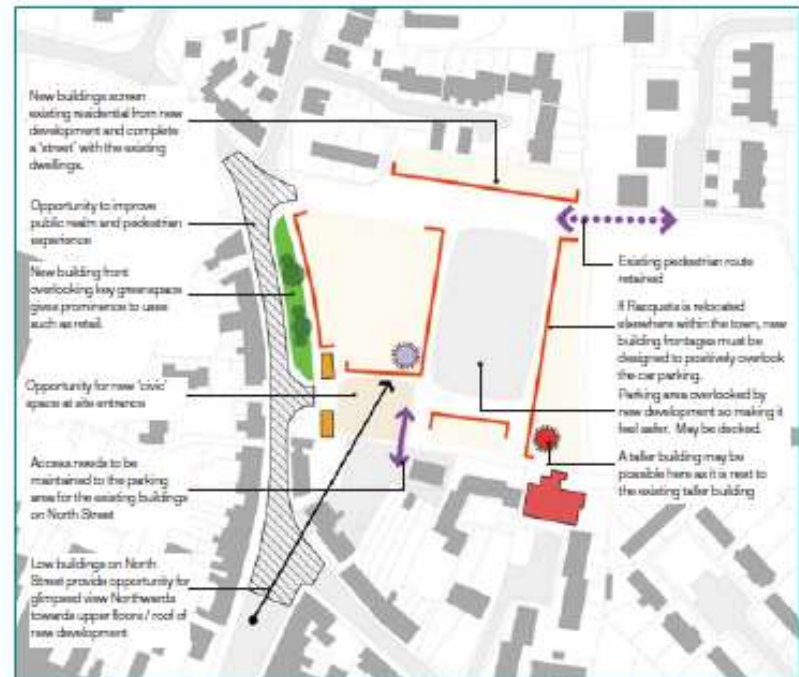 New buildings screen
existing residential from new
development and complete
a 'street' with the existing
dwellings.
Opportunity to improve
public realm and pedestrian
experience
New building front
overlooking key greenspace
gives prominence to uses
such as retail.
Opportunity for new 'civic'
space at site entrance
Access needs to be
maintained to the parking
area for the existing buildings
on North Street
Low buildings on North
Street provide opportunity for
glimpsed view Northwards
towards upper floors / roof of
new development
Existing pedestrian route
retained
If Racquets is relocated
elsewhere within the town, new
building frontages must be
designed to positively overlook
the car parking.
Parking area overlooked by
new development so making it
feel safer. May be decked.
A taller building may be
possible here as it is next to
the existing taller building